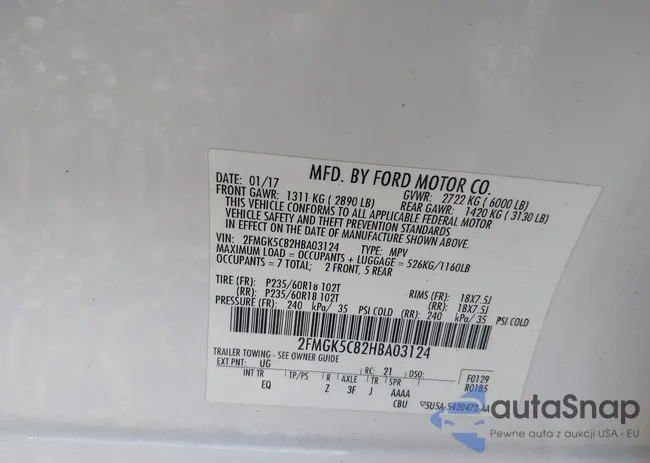 MFD. BY FORD MOTOR CO.
DATE: 01/17 GVWR: 2722 KG ( 6000 LB)
FRONT GAWR: 1311 KG ( 2890 LB) REAR GAWR: 1420 KG ( 3130 LB)
THIS VEHICLE CONFORMS TO ALL APPLICABLE FEDERAL MOTOR
VEHICLE SAFETY AND THEFT PREVENTION STANDARDS
IN EFFECT ON THE DATE OF MANUFACTURE SHOWN ABOVE.
VIN: 2FMGK5C82HBA03124 TYPE: MPV
MAXIMUM LOAD = OCCUPANTS + LUGGAGE = 526KG/1160LB
OCCUPANTS = 7 TOTAL; 2 FRONT, 5 REAR
TIRE (FR): P235/60R18 102T RIMS (FR): 18X7.5J
(RR): P235/60R18 102T (RR): 18X7.5J
PRESSURE (FR): 240 kPa/ 35 PSI COLD (RR): 240 kPa/ 35 PSI COLD
2FMGK5C82HBA03124
TRAILER TOWING - SEE OWNER GUIDE
EXT PNT: UG RC: 21 DSO: F0129
R0185
INT TR TP/PS R AXLE TR SPR
EQ Z 3F J AAAA
CBU
autaSnap
Pewne auta z aukcji USA i EU